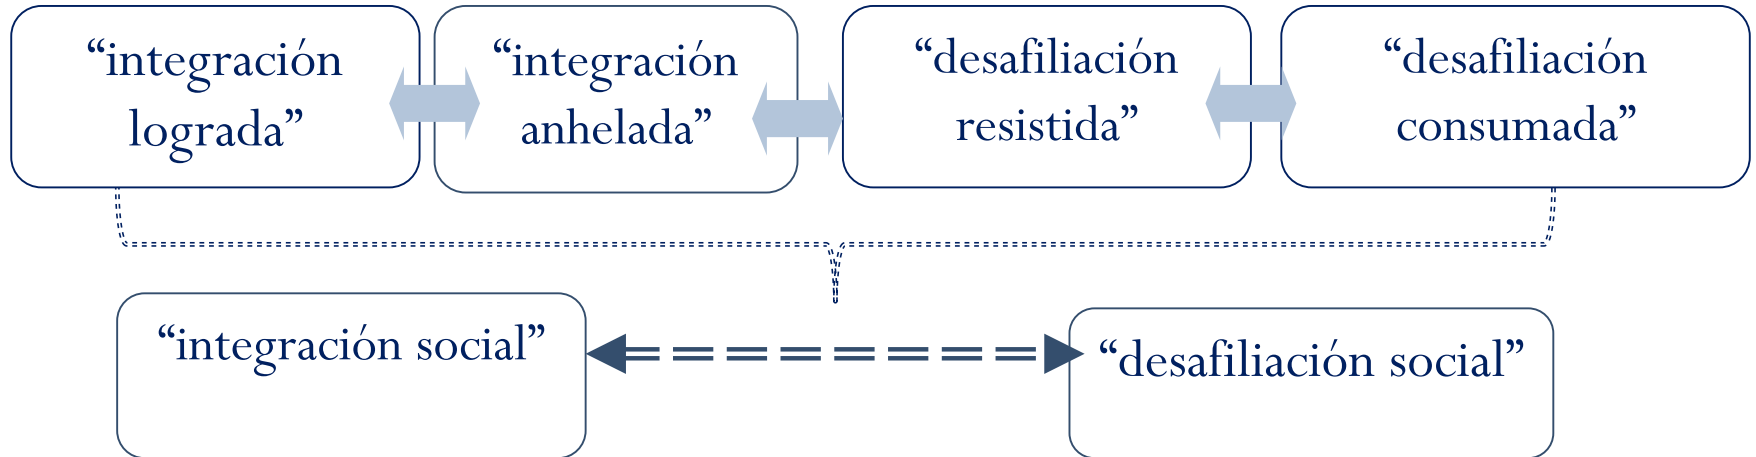 “integración
lograda”
“integración
anhelada”
“desafiliación
resistida”
“desafiliación
consumada”
“integración social”
“desafiliación social”